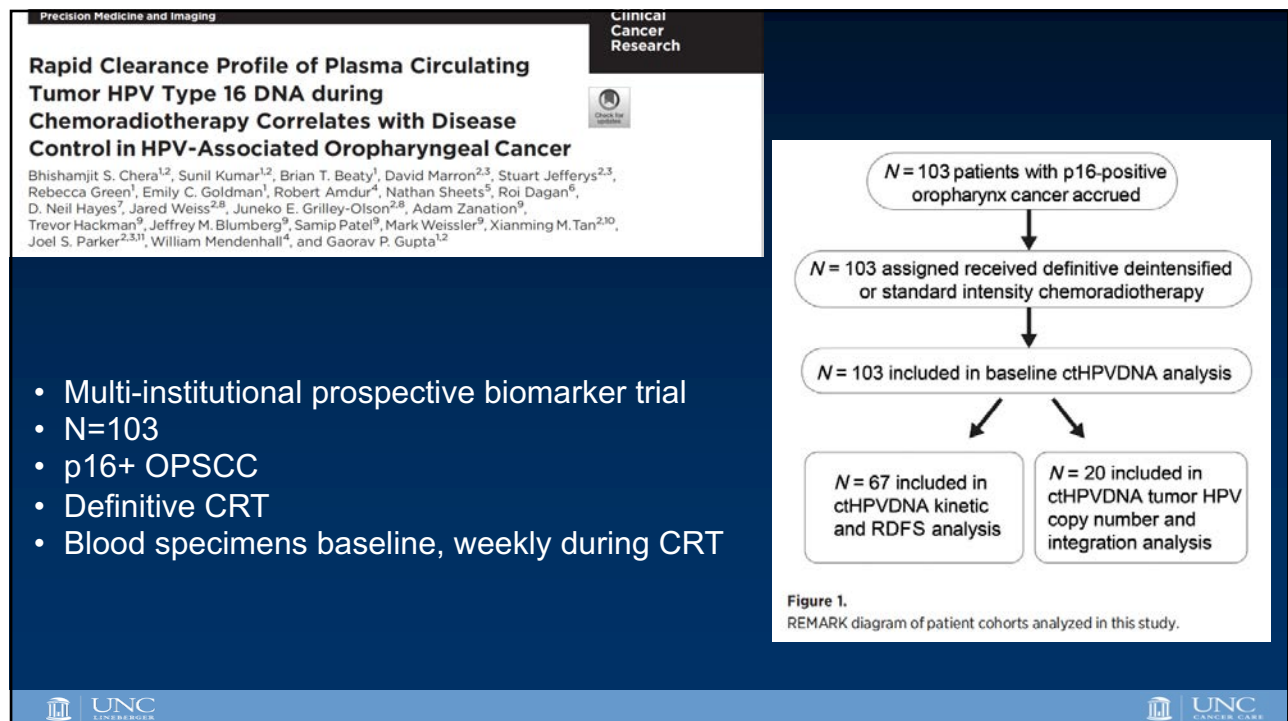 Precision Medicine and Imaging
Clinical
Cancer
Research
Rapid Clearance Profile of Plasma Circulating
Tumor HPV Type 16 DNA during
Chemoradiotherapy Correlates with Disease
Control in HPV-Associated Oropharyngeal Cancer
Check for
updates
Bhishamjit S. Chera1,2, Sunil Kumar1,2, Brian T. Beaty1, David Marron2,3, Stuart Jefferys2,3,
Rebecca Green1, Emily C. Goldman1, Robert Amdur4, Nathan Sheets5, Roi Dagan6,
D. Neil Hayes7, Jared Weiss2,8, Juneko E. Grilley-Olson2,8, Adam Zanation9,
Trevor Hackman9, Jeffrey M. Blumberg9, Samip Patel9, Mark Weissler9, Xianming M.Tan2,10,
Joel S. Parker2,3,11, William Mendenhall4, and Gaorav P. Gupta1,2
• Multi-institutional prospective biomarker trial
• N=103
• p16+ OPSCC
• Definitive CRT
• Blood specimens baseline, weekly during CRT
N = 103 patients with p16-positive
oropharynx cancer accrued
N = 103 assigned received definitive deintensified
or standard intensity chemoradiotherapy
N = 103 included in baseline ctHPVDNA analysis
N = 67 included in
ctHPVDNA kinetic
and RDFS analysis
N = 20 included in
ctHPVDNA tumor HPV
copy number and
integration analysis
Figure 1.
REMARK diagram of patient cohorts analyzed in this study.
UNC
LINEBERGER
UNC
CANCER CARE